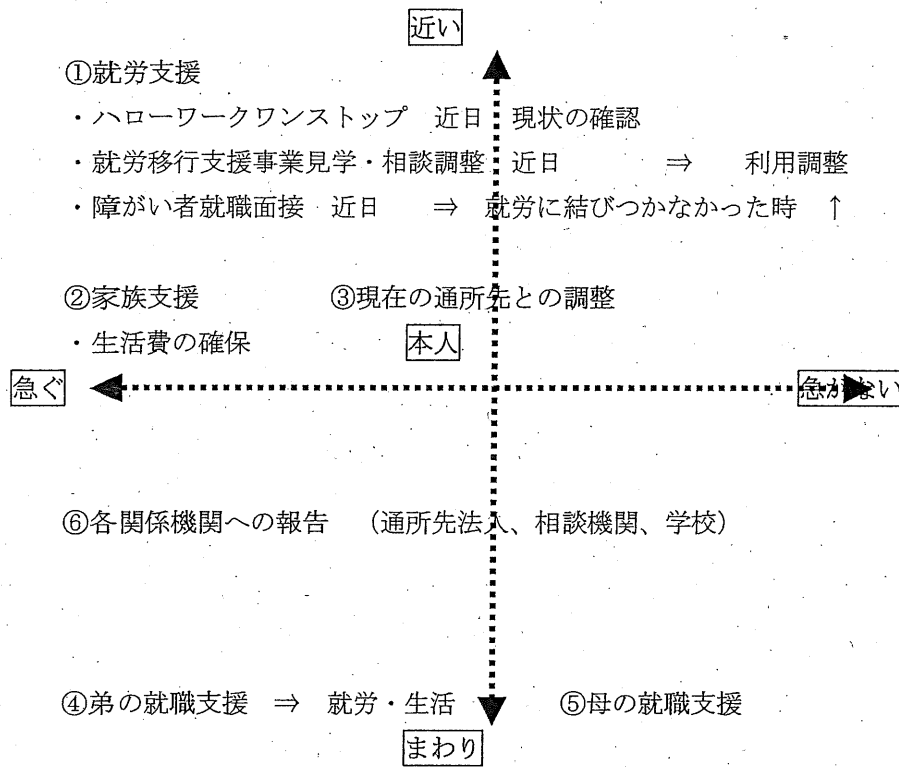 近い
①就労支援
・ハローワークワンストップ　近日　現状の確認
・就労移行支援事業見学・相談調整　近日　⇒　利用調整
・障がい者就職面接　近日　⇒　就労に結びつかなかった時　↑
②家族支援　③現在の通所先との調整
・生活費の確保　本人
急ぐ　急がない
⑥各関係機関への報告　（通所先法人、相談機関、学校）
④弟の就職支援　⇒　就労・生活　⑤母の就職支援
まわり